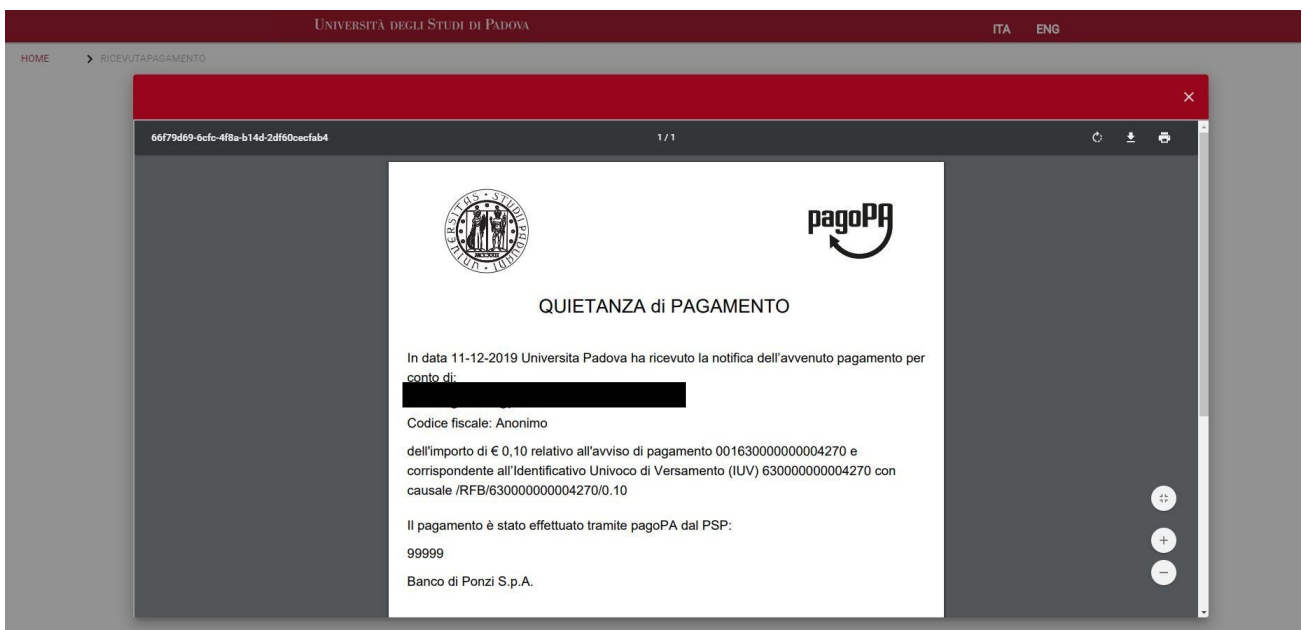 UNIVERSITÀ DEGLI STUDI DI PADOVA
ITA ENG
HOME > RICEVUTAPAGAMENTO
66f79d69-6cfc-4f8a-b14d-2df60cecfab4 1 / 1
UNIVERSITAS · STUDII PADUANI ·
MCCXXII
pagoPA
QUIETANZA di PAGAMENTO
In data 11-12-2019 Universita Padova ha ricevuto la notifica dell'avvenuto pagamento per
conto di:
Codice fiscale: Anonimo
dell'importo di € 0,10 relativo all'avviso di pagamento 001630000000004270 e
corrispondente all'Identificativo Univoco di Versamento (IUV) 630000000004270 con
causale /RFB/630000000004270/0.10
Il pagamento è stato effettuato tramite pagoPA dal PSP:
99999
Banco di Ponzi S.p.A.